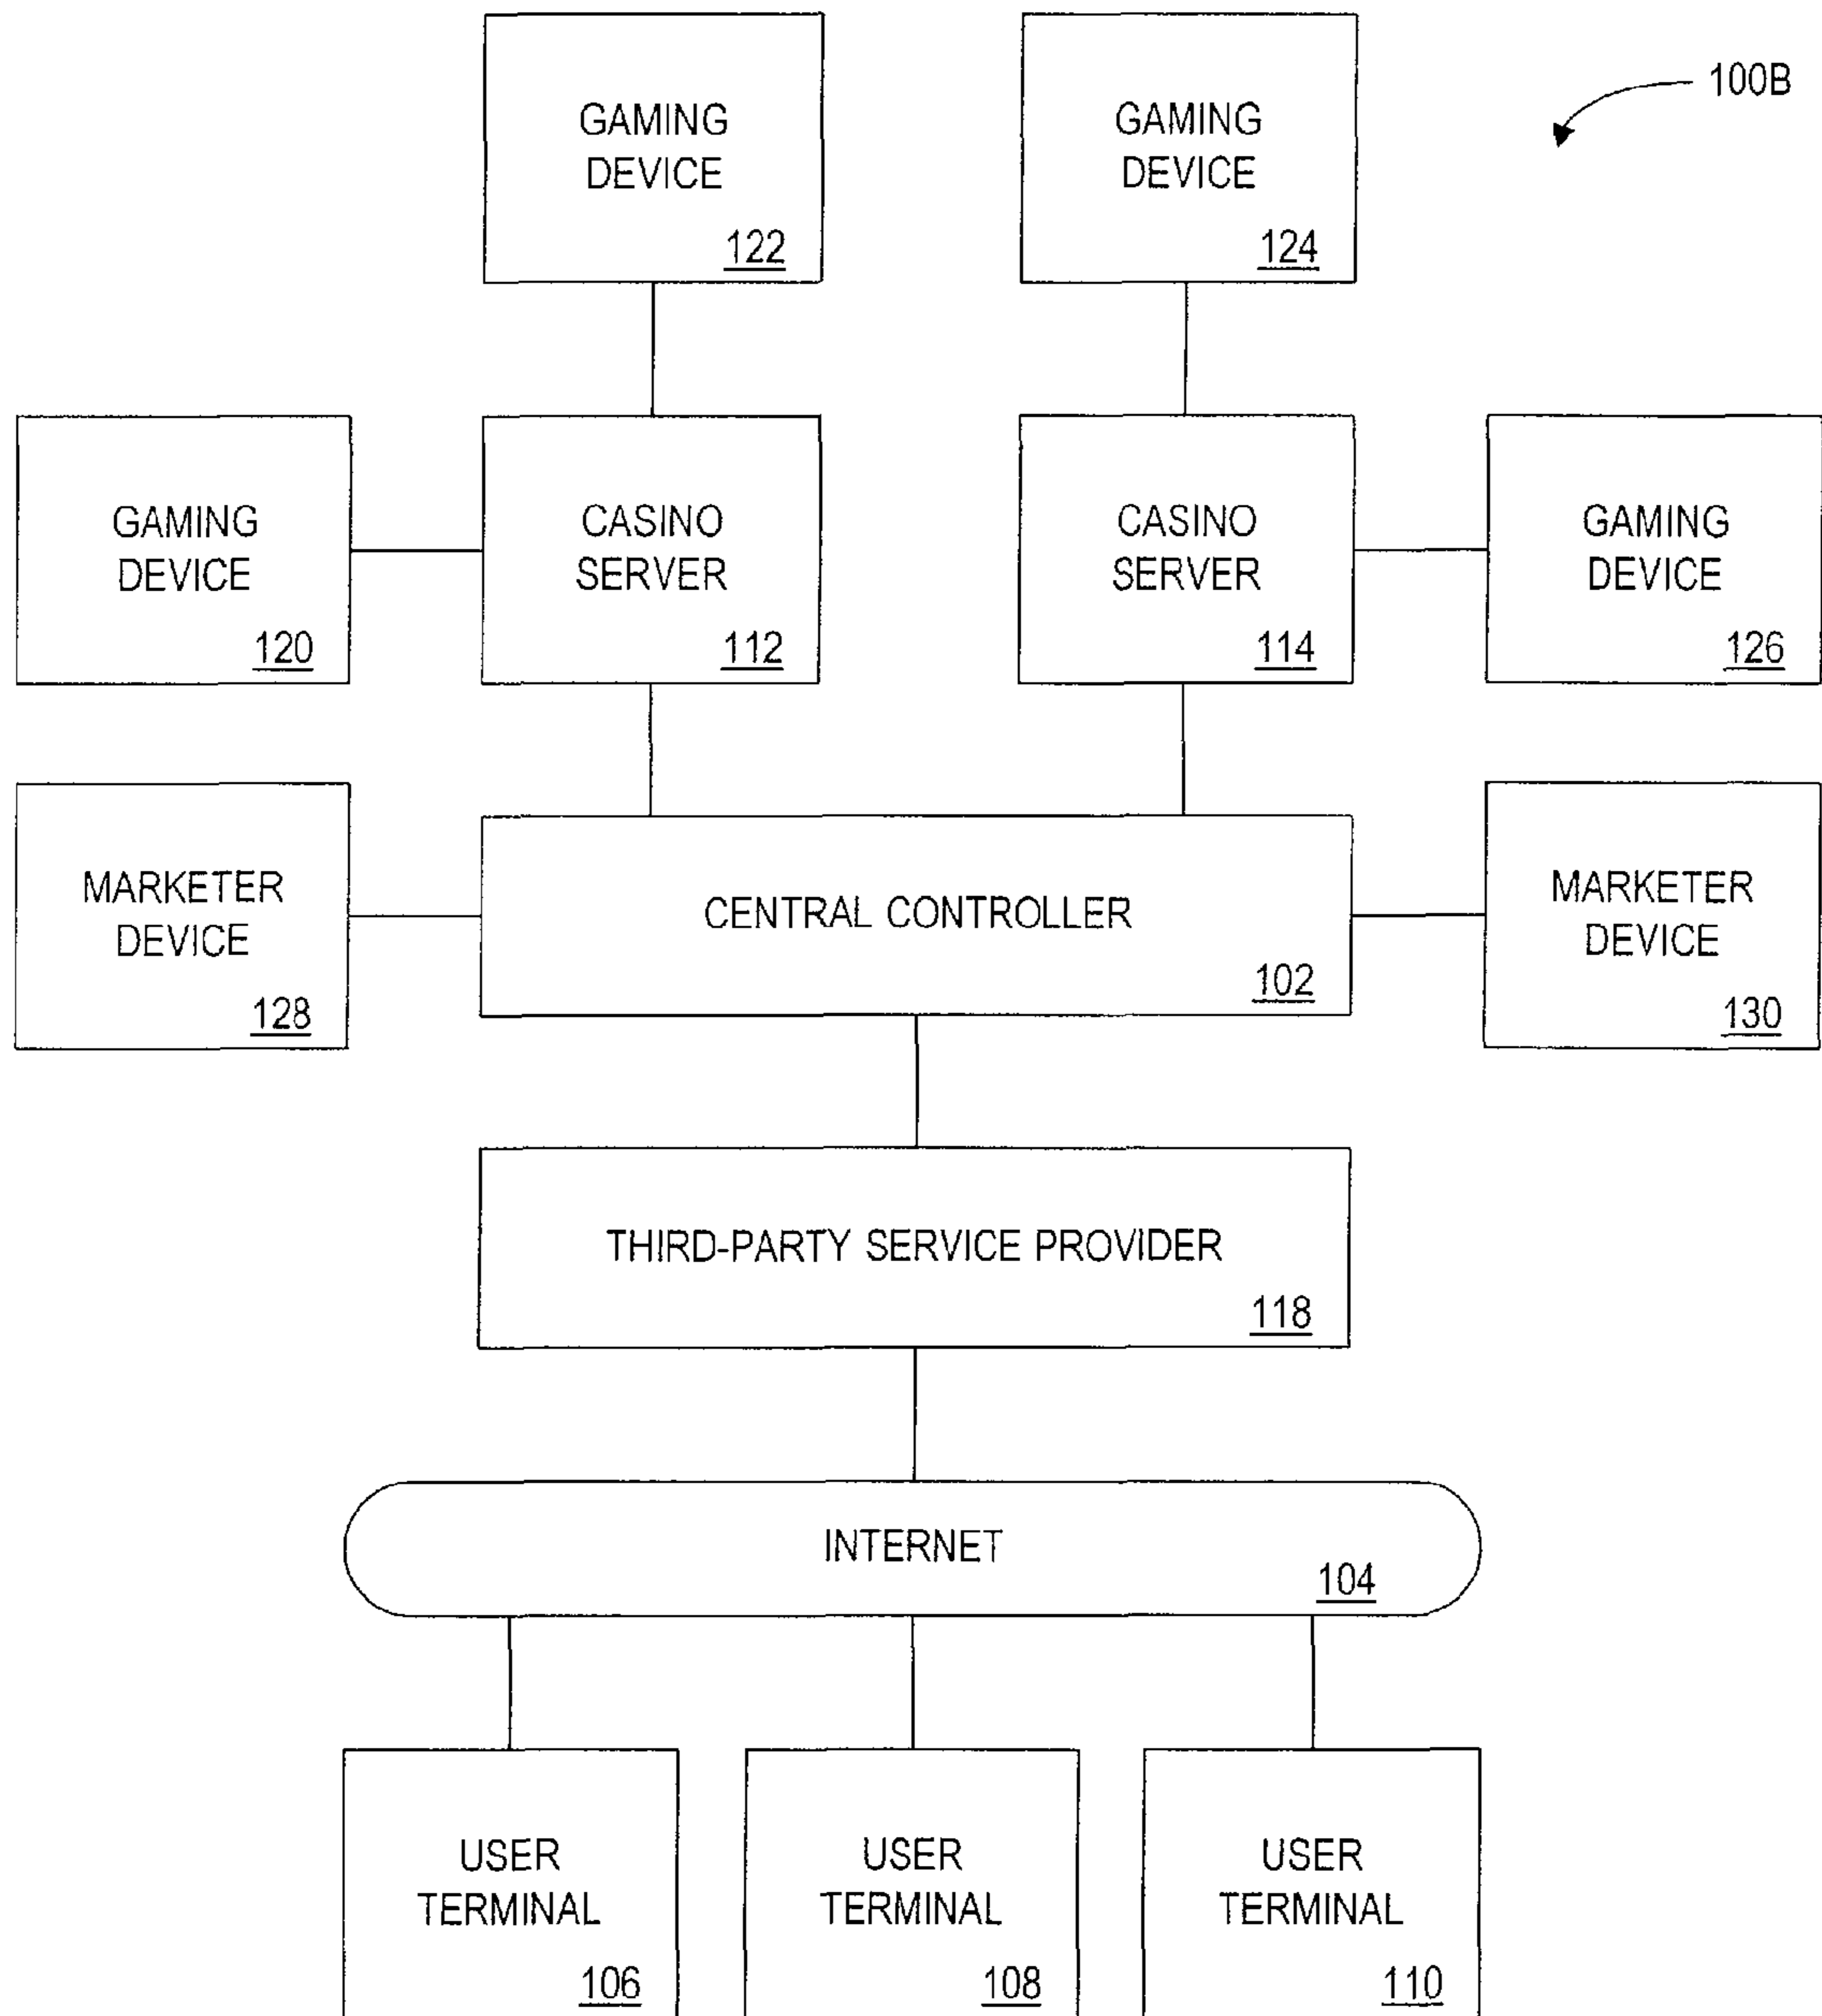 GAMING
DEVICE
122
GAMING
DEVICE
124
100B
GAMING
DEVICE
120
CASINO
SERVER
112
CASINO
SERVER
114
GAMING
DEVICE
126
MARKETER
DEVICE
128
CENTRAL CONTROLLER
102
MARKETER
DEVICE
130
THIRD-PARTY SERVICE PROVIDER
118
INTERNET
104
USER
TERMINAL
106
USER
TERMINAL
108
USER
TERMINAL
110